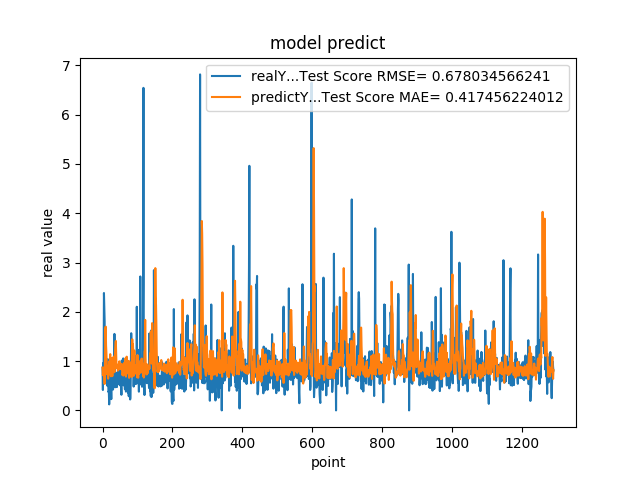 model predict
realY...Test Score RMSE= 0.678034566241
predictY...Test Score MAE= 0.417456224012
real value
7
6
5
4
3
2
1
0
0 200 400 600 800 1000 1200
point